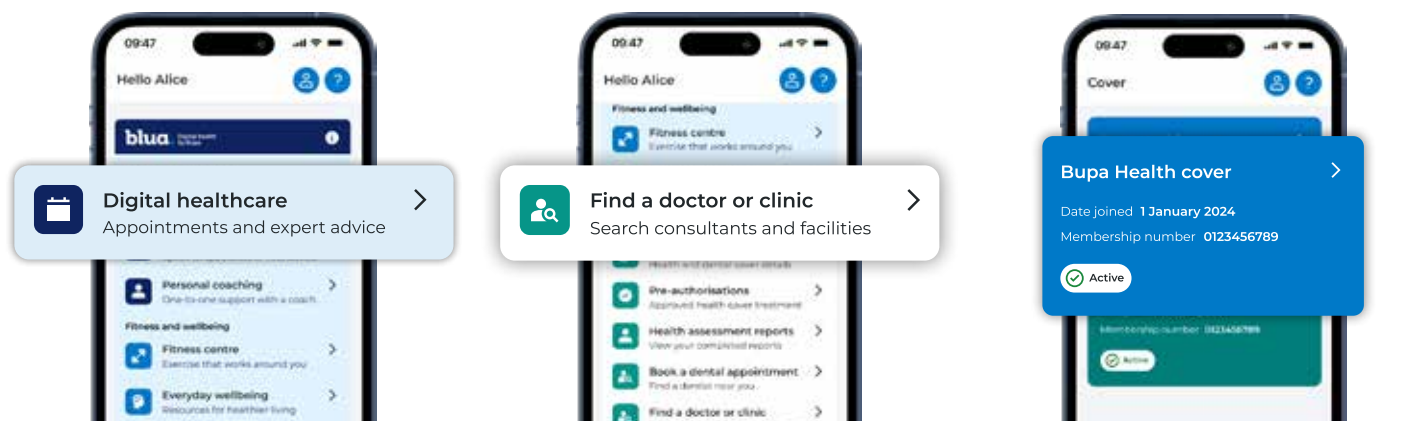 09:47
Hello Alice
blua Digital health by Bupa
Digital healthcare
Appointments and expert advice
Personal coaching
One-to-one support with a coach
Fitness and wellbeing
Fitness centre
Exercise that works around you
Everyday wellbeing
Resources for healthier living
09:47
Hello Alice
Fitness and wellbeing
Fitness centre
Exercise that works around you
Find a doctor or clinic
Search consultants and facilities
Health and dental cover details
Pre-authorisations
Approved health cover treatment
Health assessment reports
View your completed reports
Book a dental appointment
Find a dentist near you
Find a doctor or clinic
09:47
Cover
Bupa Health cover
Date joined 1 January 2024
Membership number 0123456789
Active
Membership number 0123456789
Active